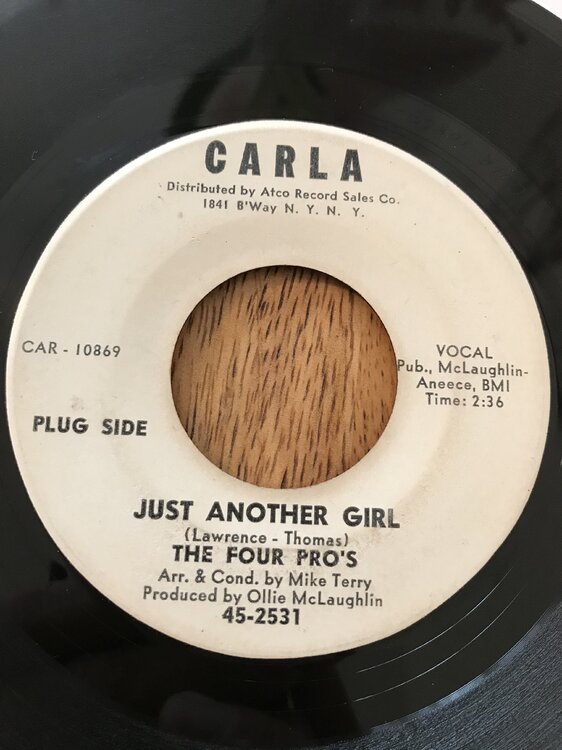 CARLA
Distributed by Atco Record Sales Co.
1841 B'Way N. Y. N. Y.
CAR - 10869
PLUG SIDE
VOCAL
Pub., McLaughlin-
Aneece, BMI
Time: 2:36
JUST ANOTHER GIRL
(Lawrence - Thomas)
THE FOUR PRO'S
Arr. & Cond. by Mike Terry
Produced by Ollie McLaughlin
45-2531